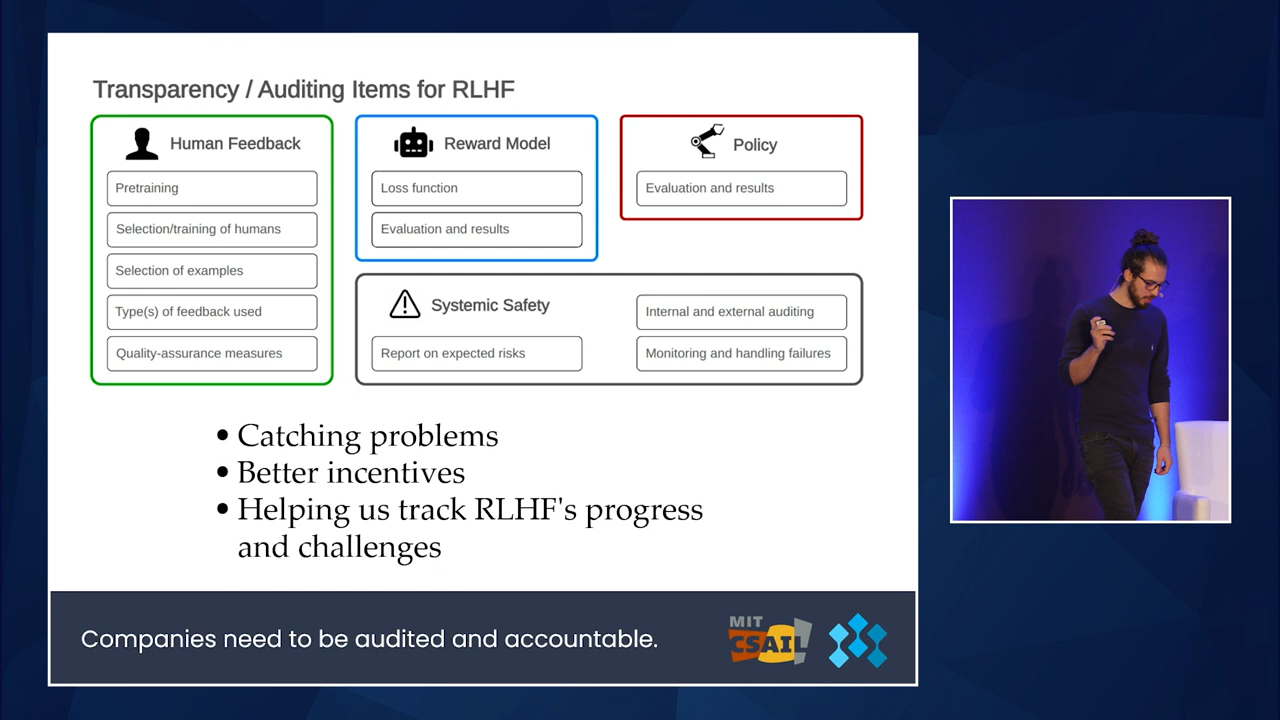 Transparency / Auditing Items for RLHF
Human Feedback
Pretraining
Selection/training of humans
Selection of examples
Type(s) of feedback used
Quality-assurance measures
Reward Model
Loss function
Evaluation and results
Policy
Evaluation and results
Systemic Safety
Report on expected risks
Internal and external auditing
Monitoring and handling failures
• Catching problems
• Better incentives
• Helping us track RLHF's progress
and challenges
Companies need to be audited and accountable.
MIT
CSAIL